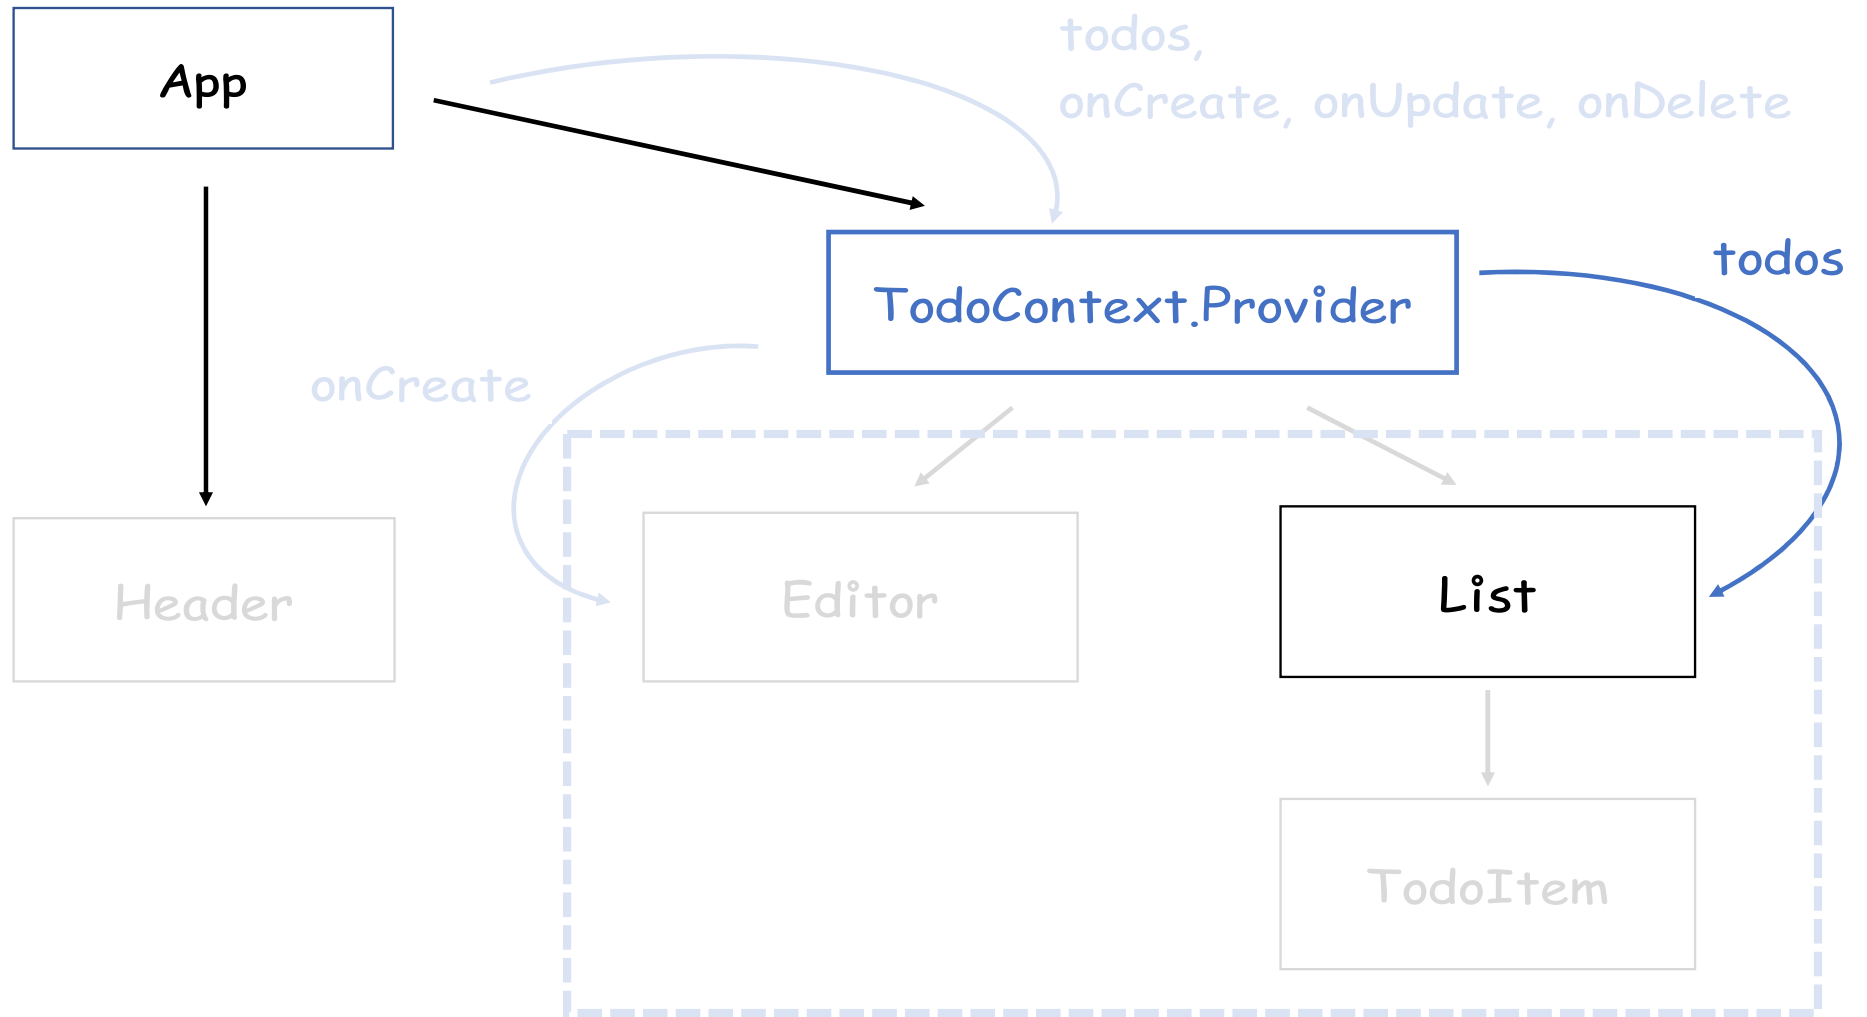 todos,
App
onCreate, onUpdate, onDelete
todos
TodoContext.Provider
onCreate
Header
Editor
List
TodoItem